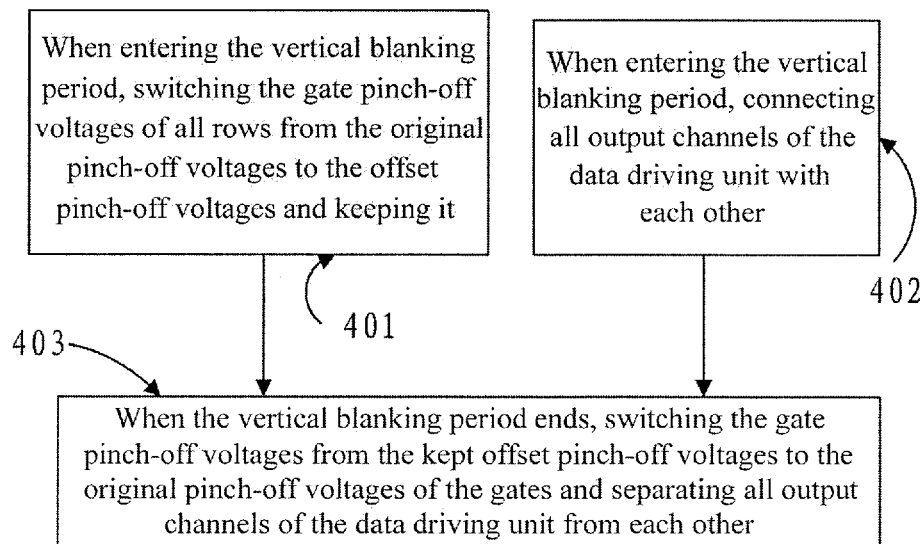 When entering the vertical blanking
period, switching the gate pinch-off
voltages of all rows from the original
pinch-off voltages to the offset
pinch-off voltages and keeping it
When entering the vertical
blanking period, connecting
all output channels of the
data driving unit with
each other
401
402
403
When the vertical blanking period ends, switching the gate
pinch-off voltages from the kept offset pinch-off voltages to the
original pinch-off voltages of the gates and separating all output
channels of the data driving unit from each other